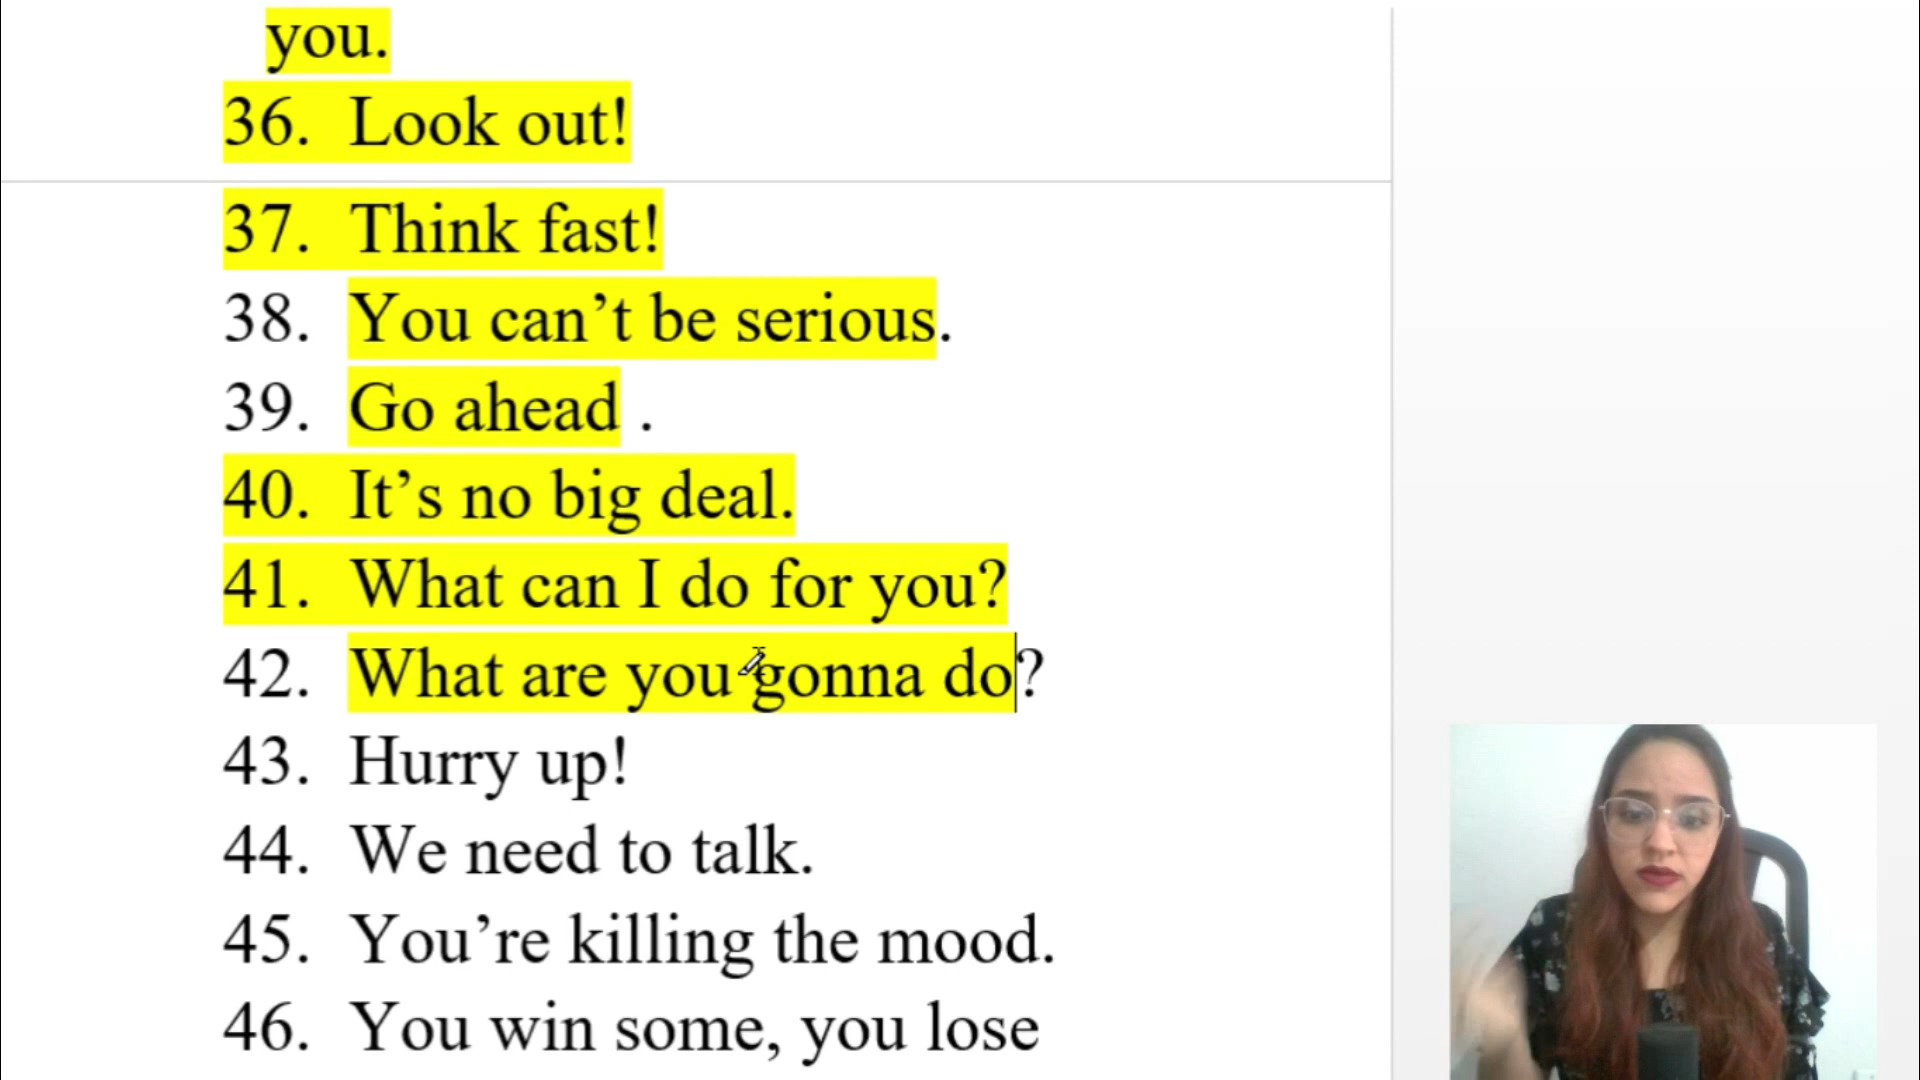 you.
36. Look out!
37. Think fast!
38. You can’t be serious.
39. Go ahead .
40. It’s no big deal.
41. What can I do for you?
42. What are you gonna do?
43. Hurry up!
44. We need to talk.
45. You’re killing the mood.
46. You win some, you lose